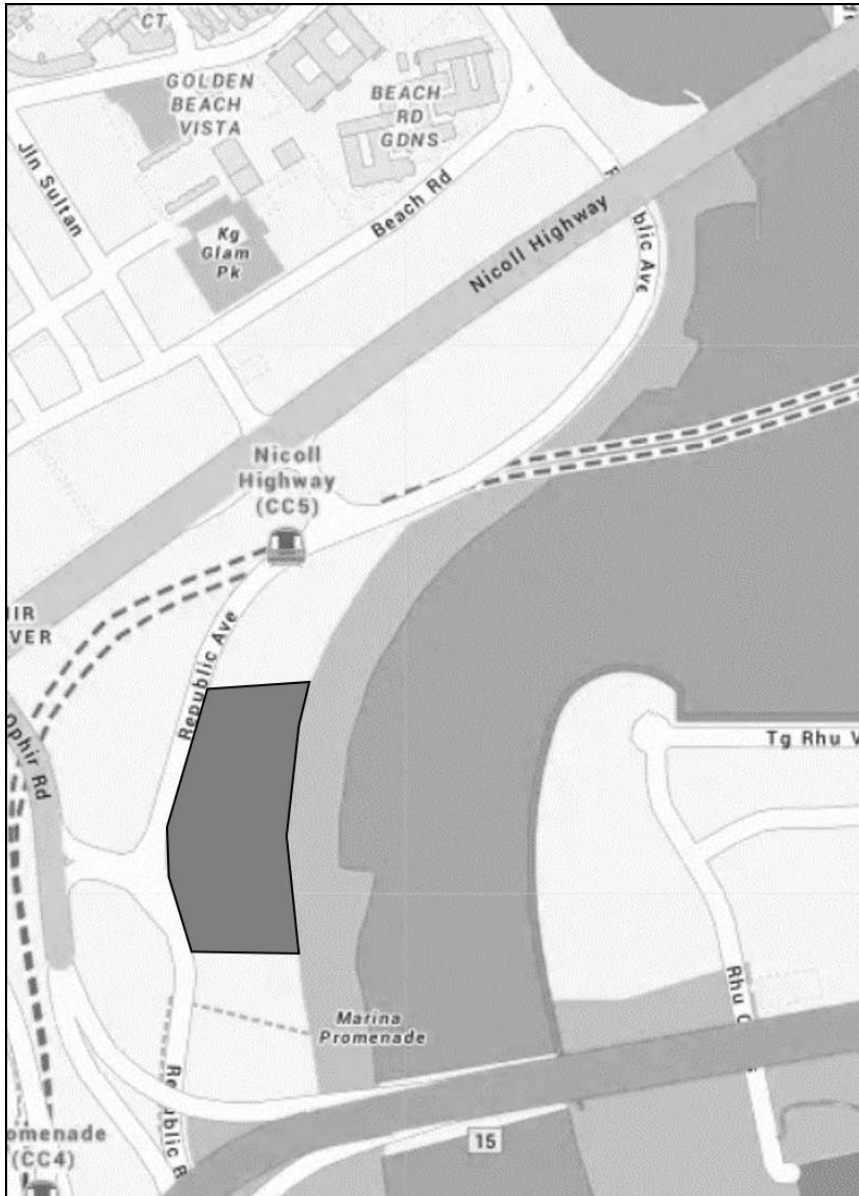 CT
GOLDEN
BEACH
VISTA
BEACH
RD
GDNS
Jln Sultan
Beach Rd
Kg
Glam
Pk
Nicoll Highway
blic Ave
Nicoll
Highway
(CC5)
VER
Republic Ave
Ophir Rd
Tg Rhu V
Rhu
Marina
Promenade
omenade
(CC4)
15